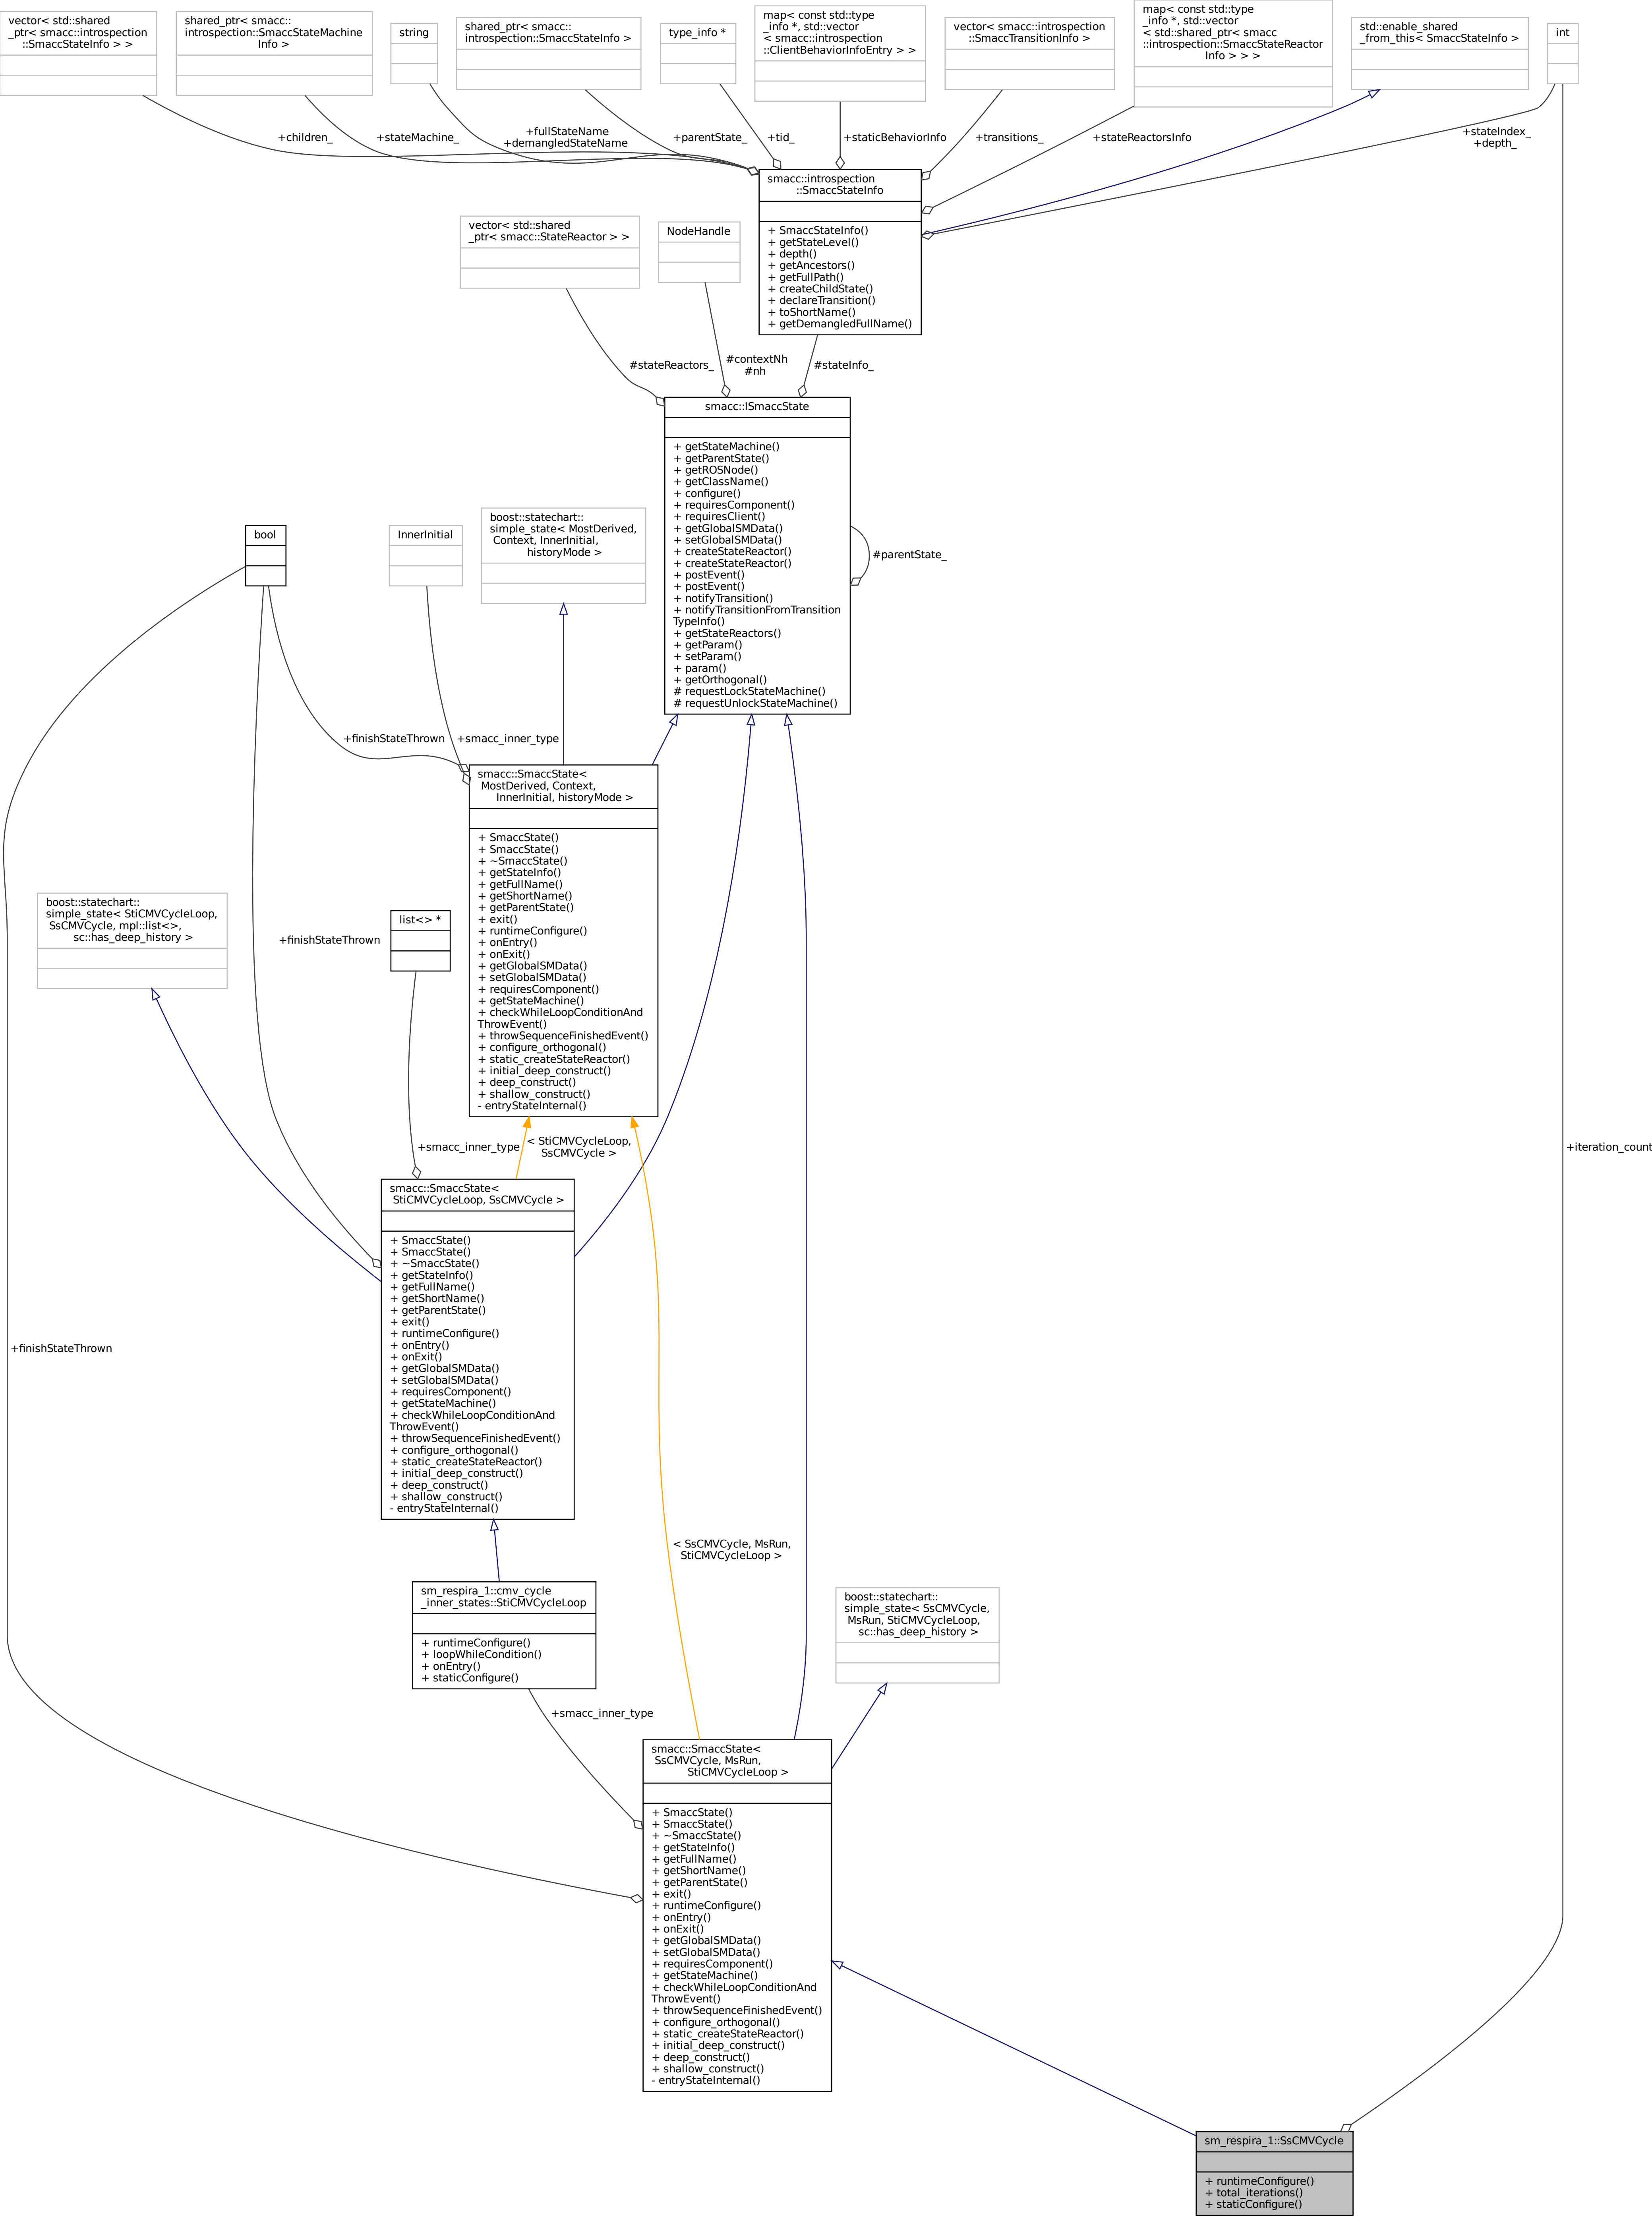 vector< std::shared
_ptr< smacc::introspection
::SmaccStateInfo > >
shared_ptr< smacc::
introspection::SmaccStateMachine
Info >
string
shared_ptr< smacc::
introspection::SmaccStateInfo >
type_info *
map< const std::type
_info *, std::vector
< smacc::introspection
::ClientBehaviorInfoEntry > >
vector< smacc::introspection
::SmaccTransitionInfo >
map< const std::type
_info *, std::vector
< std::shared_ptr< smacc
::introspection::SmaccStateReactor
Info > > >
std::enable_shared
_from_this< SmaccStateInfo >
int
+children_
+stateMachine_
+fullStateName
+demangledStateName
+parentState_
+tid_
+staticBehaviorInfo
+transitions_
+stateReactorsInfo
+stateIndex_
+depth_
smacc::introspection
::SmaccStateInfo
+ SmaccStateInfo()
+ getStateLevel()
+ depth()
+ getAncestors()
+ getFullPath()
+ createChildState()
+ declareTransition()
+ toShortName()
+ getDemangledFullName()
vector< std::shared
_ptr< smacc::StateReactor > >
NodeHandle
#stateReactors_
#contextNh
#nh
#stateInfo_
smacc::ISmaccState
+ getStateMachine()
+ getParentState()
+ getROSNode()
+ getClassName()
+ configure()
+ requiresComponent()
+ requiresClient()
+ getGlobalSMData()
+ setGlobalSMData()
+ createStateReactor()
+ createStateReactor()
+ postEvent()
+ postEvent()
+ notifyTransition()
+ notifyTransitionFromTransition
TypeInfo()
+ getStateReactors()
+ getParam()
+ setParam()
+ param()
+ getOrthogonal()
# requestLockStateMachine()
# requestUnlockStateMachine()
#parentState_
bool
InnerInitial
boost::statechart::
simple_state< MostDerived,
Context, InnerInitial,
historyMode >
+finishStateThrown
+smacc_inner_type
smacc::SmaccState<
MostDerived, Context,
InnerInitial, historyMode >
+ SmaccState()
+ SmaccState()
+ ~SmaccState()
+ getStateInfo()
+ getFullName()
+ getShortName()
+ getParentState()
+ exit()
+ runtimeConfigure()
+ onEntry()
+ onExit()
+ getGlobalSMData()
+ setGlobalSMData()
+ requiresComponent()
+ getStateMachine()
+ checkWhileLoopConditionAnd
ThrowEvent()
+ throwSequenceFinishedEvent()
+ configure_orthogonal()
+ static_createStateReactor()
+ initial_deep_construct()
+ deep_construct()
+ shallow_construct()
- entryStateInternal()
boost::statechart::
simple_state< StiCMVCycleLoop,
SsCMVCycle, mpl::list<>,
sc::has_deep_history >
+finishStateThrown
list<> *
+smacc_inner_type
< StiCMVCycleLoop,
SsCMVCycle >
+iteration_count
smacc::SmaccState<
StiCMVCycleLoop, SsCMVCycle >
+ SmaccState()
+ SmaccState()
+ ~SmaccState()
+ getStateInfo()
+ getFullName()
+ getShortName()
+ getParentState()
+ exit()
+ runtimeConfigure()
+ onEntry()
+ onExit()
+ getGlobalSMData()
+ setGlobalSMData()
+ requiresComponent()
+ getStateMachine()
+ checkWhileLoopConditionAnd
ThrowEvent()
+ throwSequenceFinishedEvent()
+ configure_orthogonal()
+ static_createStateReactor()
+ initial_deep_construct()
+ deep_construct()
+ shallow_construct()
- entryStateInternal()
+finishStateThrown
< SsCMVCycle, MsRun,
StiCMVCycleLoop >
sm_respira_1::cmv_cycle
_inner_states::StiCMVCycleLoop
+ runtimeConfigure()
+ loopWhileCondition()
+ onEntry()
+ staticConfigure()
boost::statechart::
simple_state< SsCMVCycle,
MsRun, StiCMVCycleLoop,
sc::has_deep_history >
+smacc_inner_type
smacc::SmaccState<
SsCMVCycle, MsRun,
StiCMVCycleLoop >
+ SmaccState()
+ SmaccState()
+ ~SmaccState()
+ getStateInfo()
+ getFullName()
+ getShortName()
+ getParentState()
+ exit()
+ runtimeConfigure()
+ onEntry()
+ onExit()
+ getGlobalSMData()
+ setGlobalSMData()
+ requiresComponent()
+ getStateMachine()
+ checkWhileLoopConditionAnd
ThrowEvent()
+ throwSequenceFinishedEvent()
+ configure_orthogonal()
+ static_createStateReactor()
+ initial_deep_construct()
+ deep_construct()
+ shallow_construct()
- entryStateInternal()
sm_respira_1::SsCMVCycle
+ runtimeConfigure()
+ total_iterations()
+ staticConfigure()